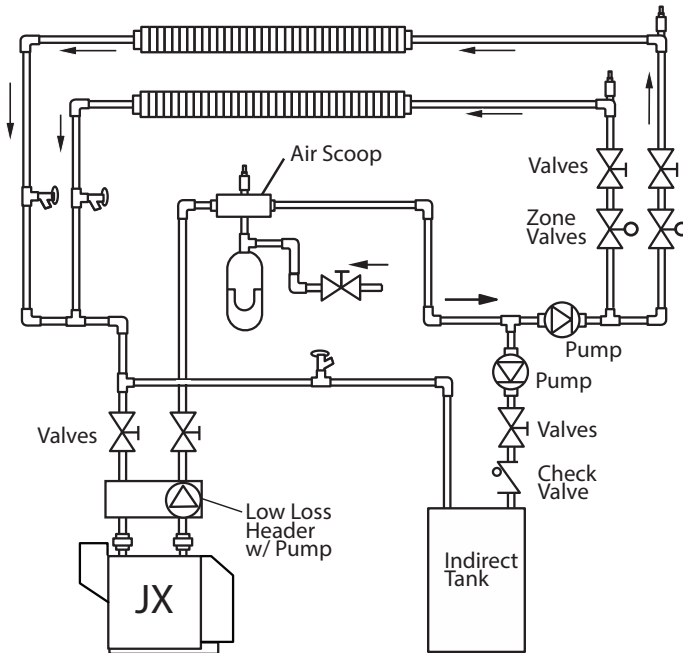 Air Scoop
Valves
Zone
Valves
Pump
Pump
Valves
Valves
Check
Valve
Low Loss
Header
w/ Pump
Indirect
Tank
JX